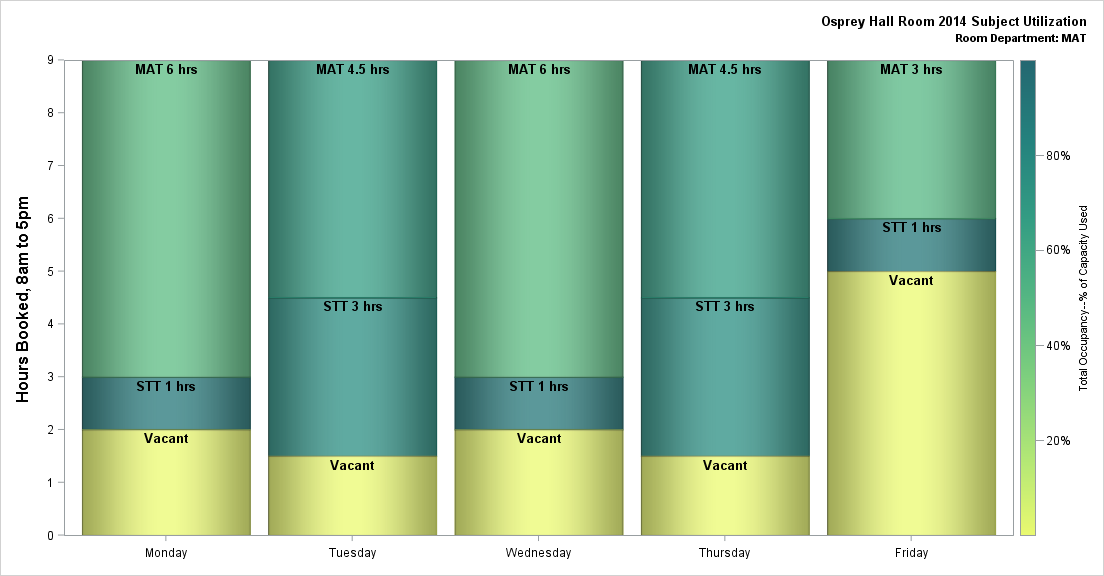 Osprey Hall Room 2014 Subject Utilization
Room Department: MAT
Hours Booked, 8am to 5pm
9
8
7
6
5
4
3
2
1
0
MAT 6 hrs
STT 1 hrs
Vacant
MAT 4.5 hrs
STT 3 hrs
Vacant
MAT 6 hrs
STT 1 hrs
Vacant
MAT 4.5 hrs
STT 3 hrs
Vacant
MAT 3 hrs
STT 1 hrs
Vacant
Monday
Tuesday
Wednesday
Thursday
Friday
80%
60%
40%
20%
Total Occupancy--% of Capacity Used